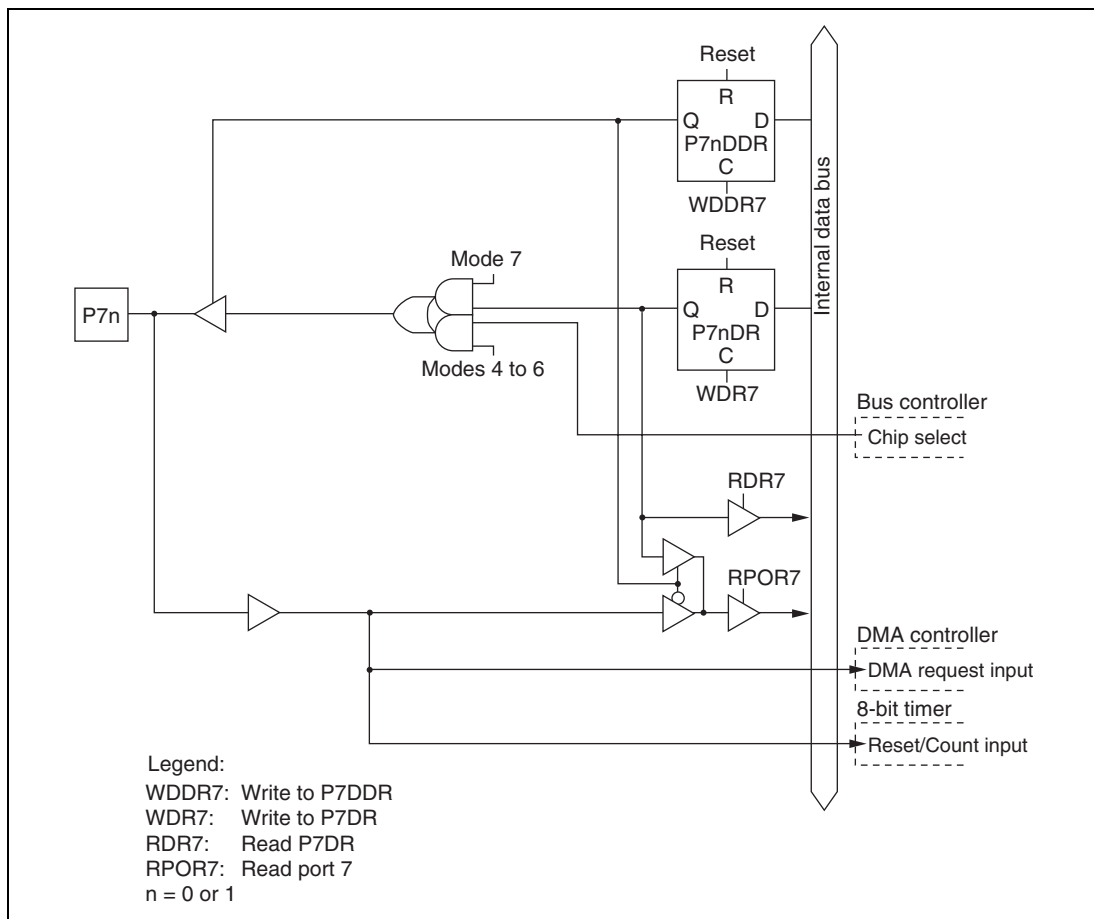 Reset
R
Q D
P7nDDR
C
WDDR7
Reset
R
Q D
P7nDR
C
WDR7
Internal data bus
Mode 7
P7n
Modes 4 to 6
Bus controller
Chip select
RDR7
RPOR7
DMA controller
DMA request input
8-bit timer
Reset/Count input
Legend:
WDDR7: Write to P7DDR
WDR7: Write to P7DR
RDR7: Read P7DR
RPOR7: Read port 7
n = 0 or 1